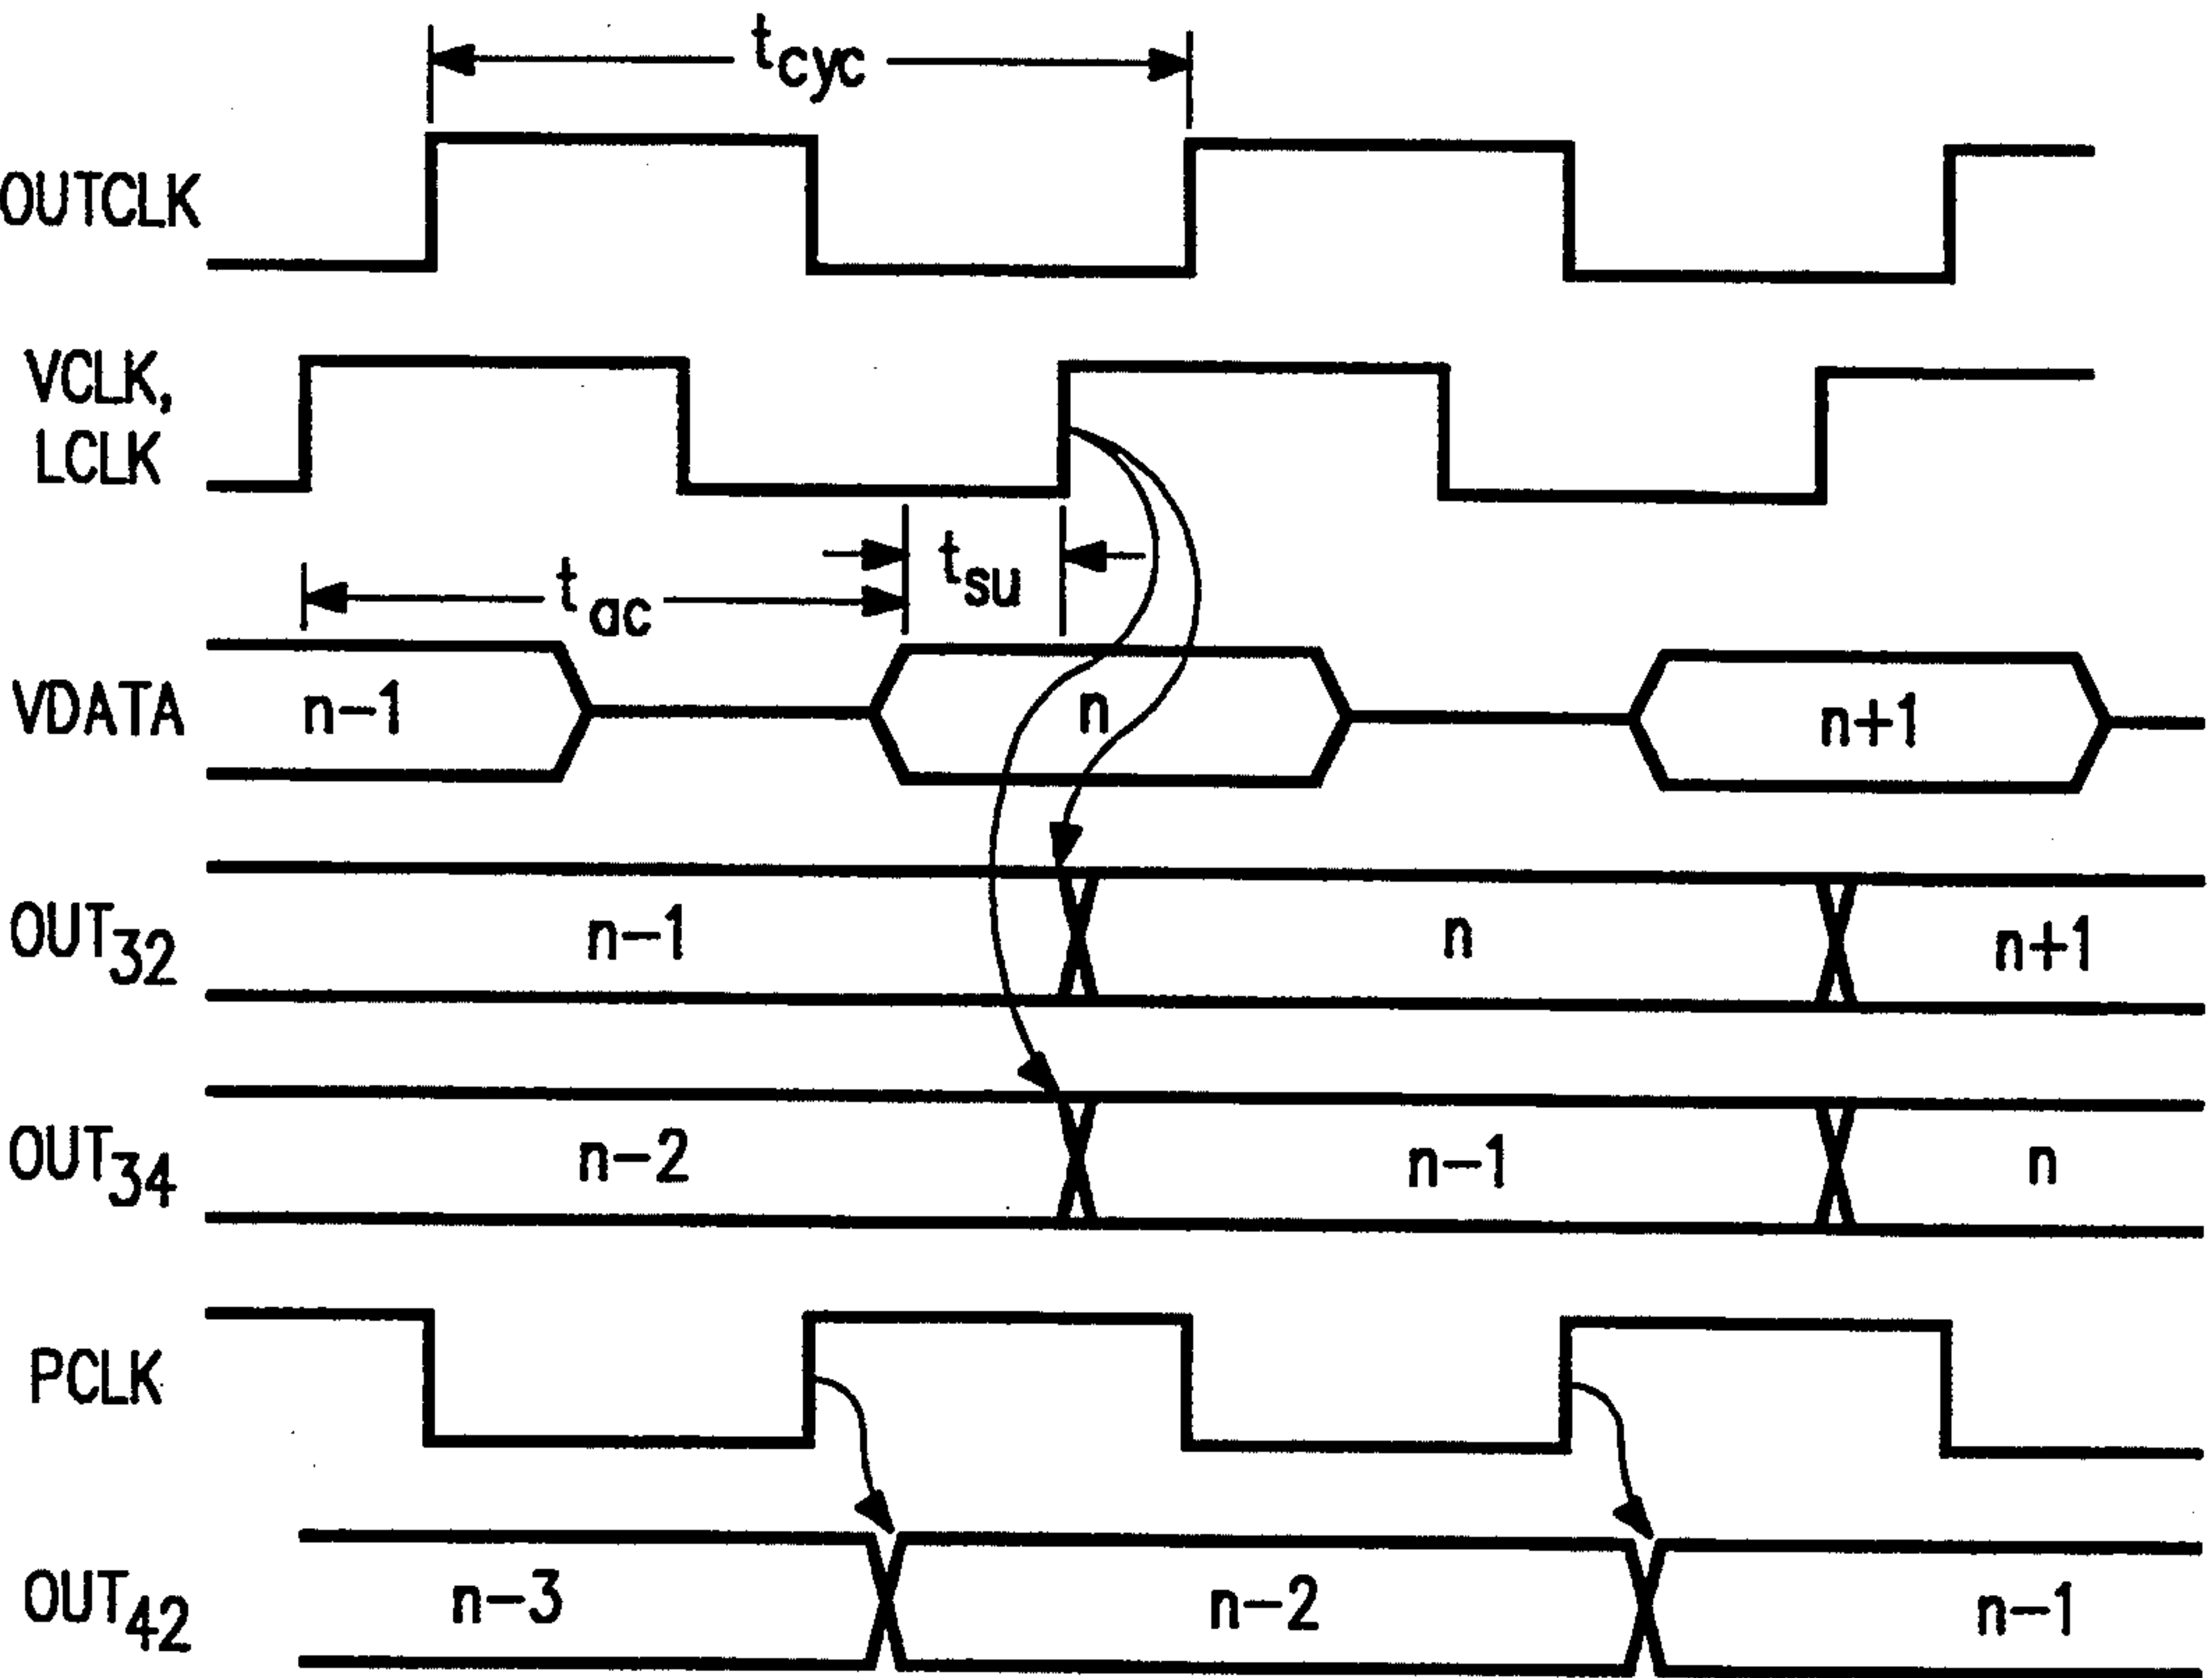 tcyc
OUTCLK
VCLK,
LCLK
tac
tsu
VDATA
n-1
n
n+1
OUT32
n-1
n
n+1
OUT34
n-2
n-1
n
PCLK
OUT42
n-3
n-2
n-1